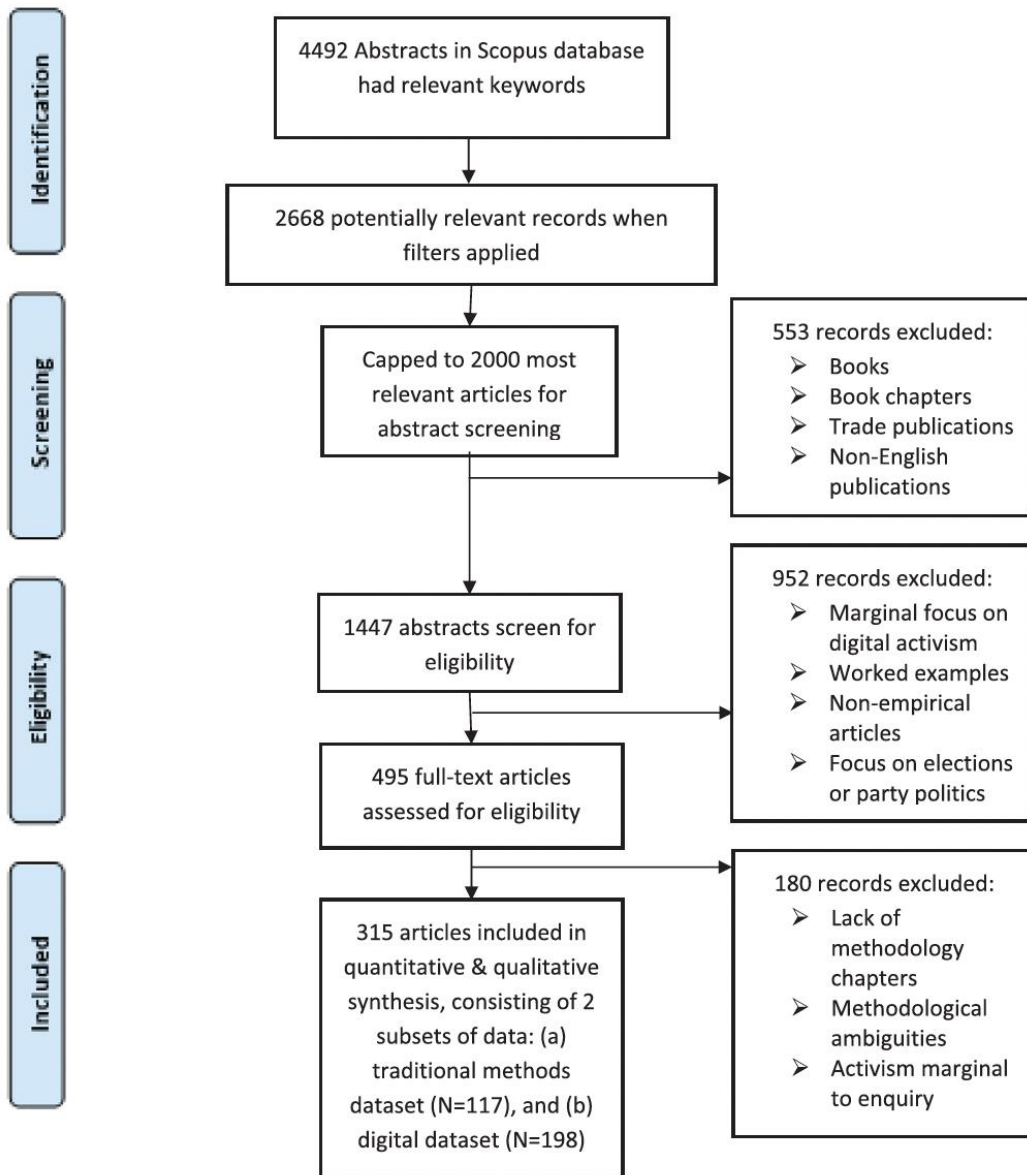 Identification
4492 Abstracts in Scopus database
had relevant keywords
2668 potentially relevant records when
filters applied
Screening
Capped to 2000 most
relevant articles for
abstract screening
553 records excluded:
➤ Books
➤ Book chapters
➤ Trade publications
➤ Non-English
publications
Eligibility
1447 abstracts screen for
eligibility
952 records excluded:
➤ Marginal focus on
digital activism
➤ Worked examples
➤ Non-empirical
articles
➤ Focus on elections
or party politics
495 full-text articles
assessed for eligibility
Included
315 articles included in
quantitative & qualitative
synthesis, consisting of 2
subsets of data: (a)
traditional methods
dataset (N=117), and (b)
digital dataset (N=198)
180 records excluded:
➤ Lack of
methodology
chapters
➤ Methodological
ambiguities
➤ Activism marginal
to enquiry